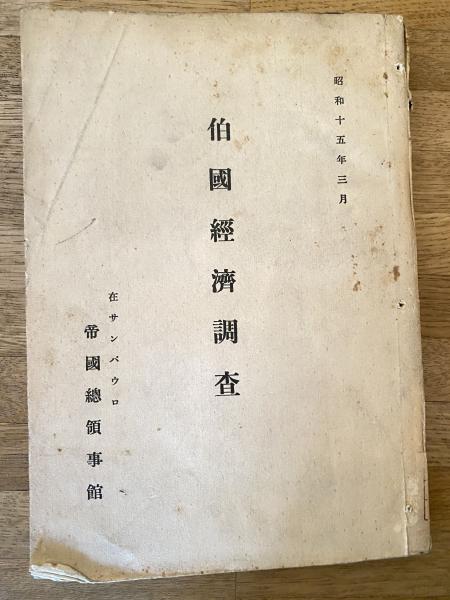 昭和十五年三月
伯國經濟調査
在サンパウロ
帝國總領事館